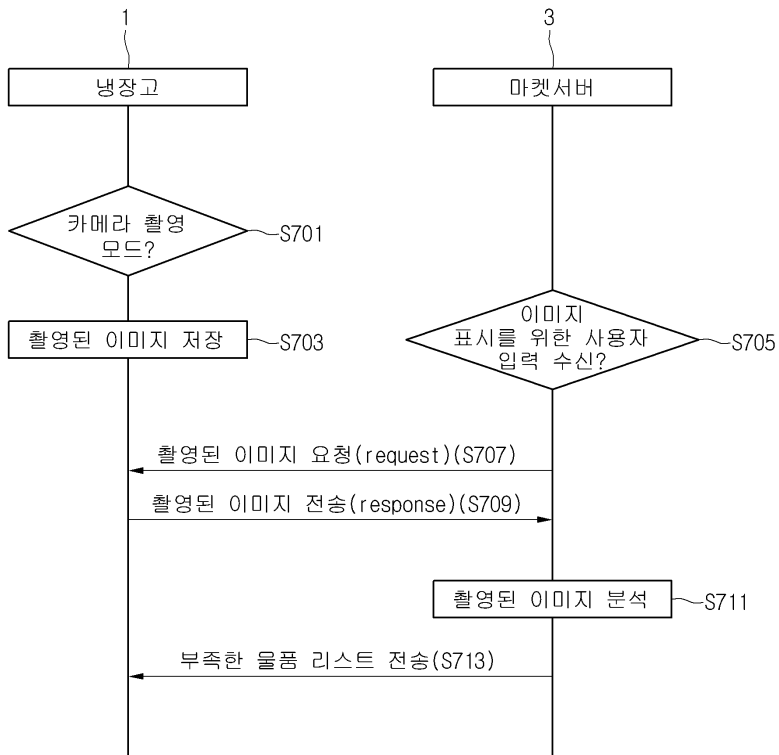 1
3
냉장고
마켓서버
카메라 촬영
모드?
S701
촬영된 이미지 저장
S703
이미지
표시를 위한 사용자
입력 수신?
S705
촬영된 이미지 요청(request)(S707)
촬영된 이미지 전송(response)(S709)
촬영된 이미지 분석
S711
부족한 물품 리스트 전송(S713)